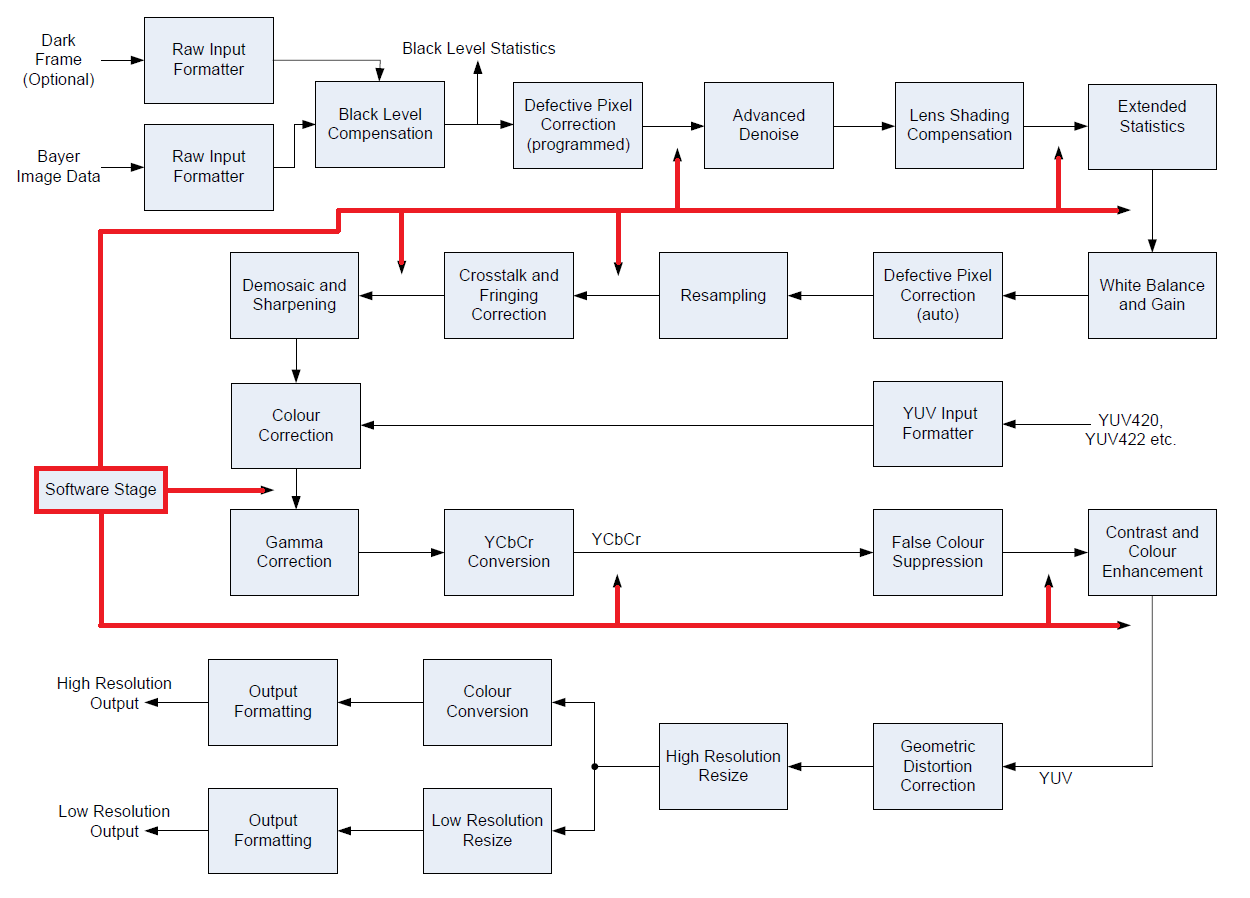 Dark
Frame
(Optional)
Raw Input
Formatter
Black Level Statistics
Bayer
Image Data
Raw Input
Formatter
Black Level
Compensation
Defective Pixel
Correction
(programmed)
Advanced
Denoise
Lens Shading
Compensation
Extended
Statistics
Demosaic and
Sharpening
Crosstalk and
Fringing
Correction
Resampling
Defective Pixel
Correction
(auto)
White Balance
and Gain
Colour
Correction
YUV Input
Formatter
YUV420,
YUV422 etc.
Software Stage
Gamma
Correction
YCbCr
Conversion
YCbCr
False Colour
Suppression
Contrast and
Colour
Enhancement
High Resolution
Output
Output
Formatting
Colour
Conversion
High Resolution
Resize
Geometric
Distortion
Correction
YUV
Low Resolution
Output
Output
Formatting
Low Resolution
Resize